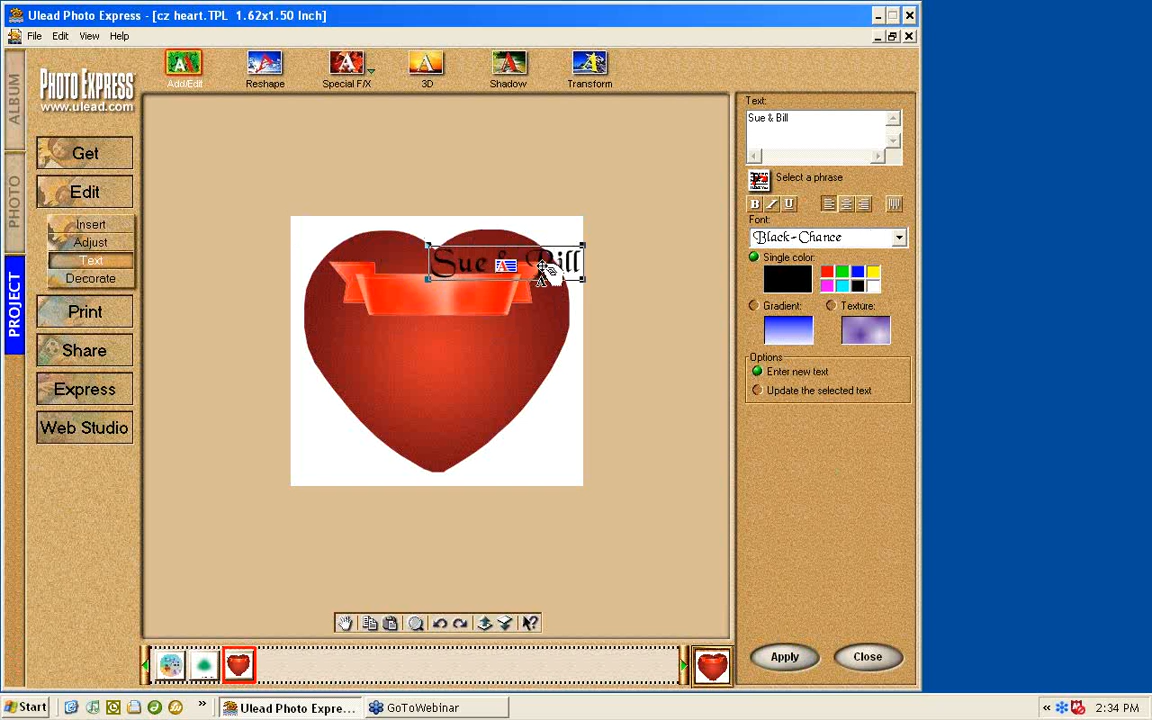 Ulead Photo Express - [cz heart.TPL 1.62x1.50 Inch]
File Edit View Help
ALBUM
PHOTO
PROJECT
PHOTO EXPRESS
www.ulead.com
Add/Edit
Reshape
Special F/X
3D
Shadow
Transform
Get
Edit
Insert
Adjust
Text
Decorate
Print
Share
Express
Web Studio
Sue & Bill
Text:
Sue & Bill
Select a phrase
B I U
Font:
Black-Chance
Single color:
Gradient:
Texture:
Options
Enter new text
Update the selected text
Apply
Close
Start
Ulead Photo Expre...
GoToWebinar
2:34 PM